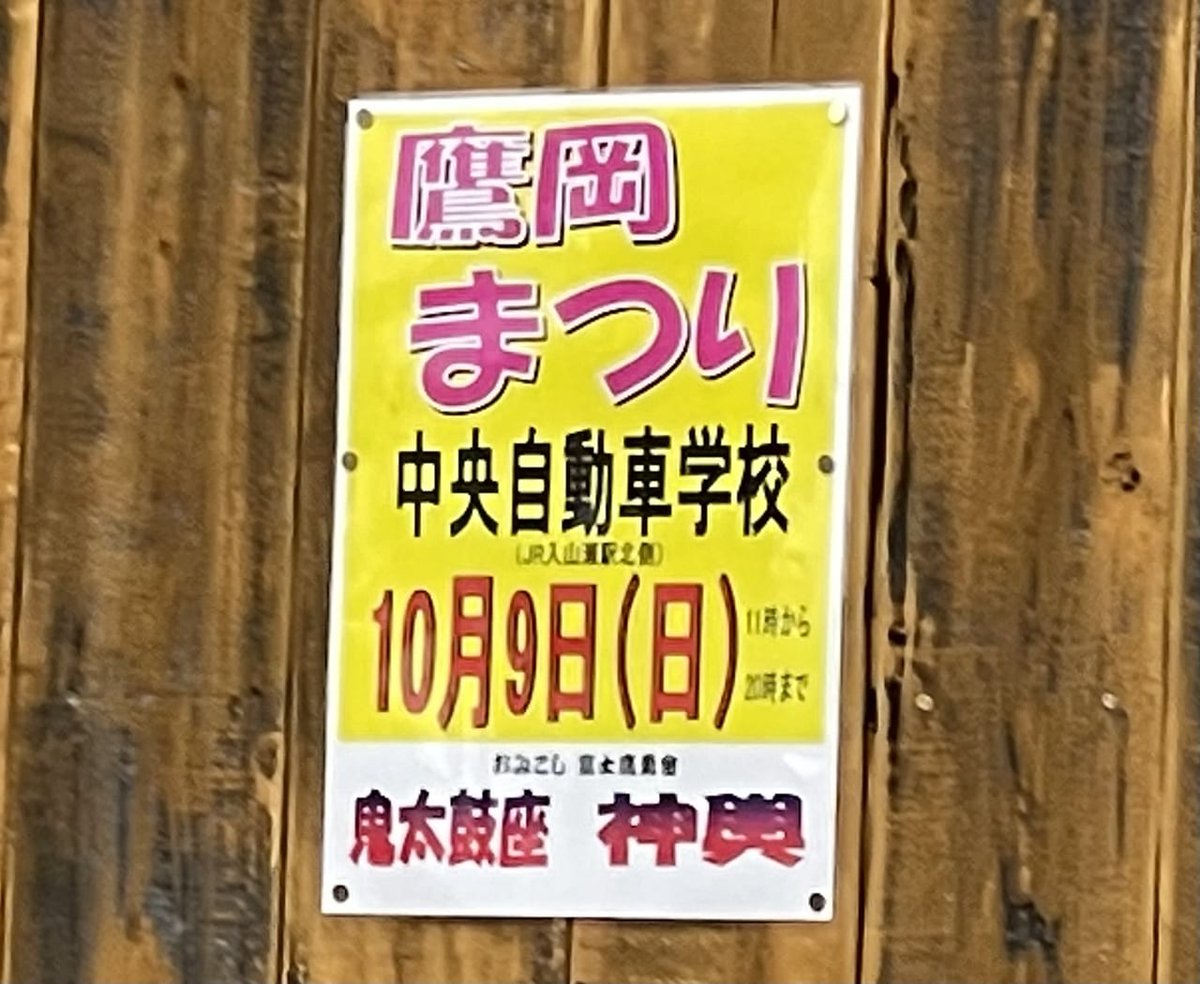 鷹岡
まつり
中央自動車学校
(JR入山瀬駅北側)
10月9日(日)
11時から
20時まで
おみこし 富士鷹勇會
鬼太鼓座 神輿